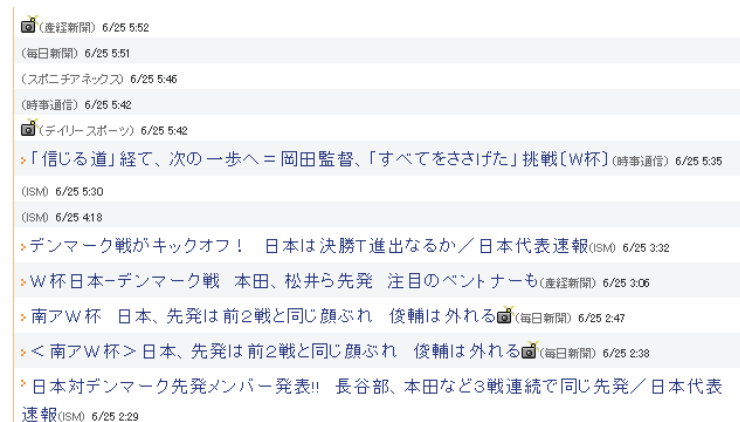 (産経新聞) 6/25 5:52
(毎日新聞) 6/25 5:51
(スポニチアネックス) 6/25 5:46
(時事通信) 6/25 5:42
(デイリースポーツ) 6/25 5:42
「信じる道」経て、次の一歩へ＝岡田監督、「すべてをささげた」挑戦〔W杯〕(時事通信) 6/25 5:35
(ISM) 6/25 5:30
(ISM) 6/25 4:18
デンマーク戦がキックオフ！　日本は決勝T進出なるか／日本代表速報(ISM) 6/25 3:32
W杯日本−デンマーク戦　本田、松井ら先発　注目のベントナーも(産経新聞) 6/25 3:06
南アW杯　日本、先発は前2戦と同じ顔ぶれ　俊輔は外れる(毎日新聞) 6/25 2:47
＜南アW杯＞日本、先発は前2戦と同じ顔ぶれ　俊輔は外れる(毎日新聞) 6/25 2:38
日本対デンマーク先発メンバー発表!!　長谷部、本田など3戦連続で同じ先発／日本代表
速報(ISM) 6/25 2:29